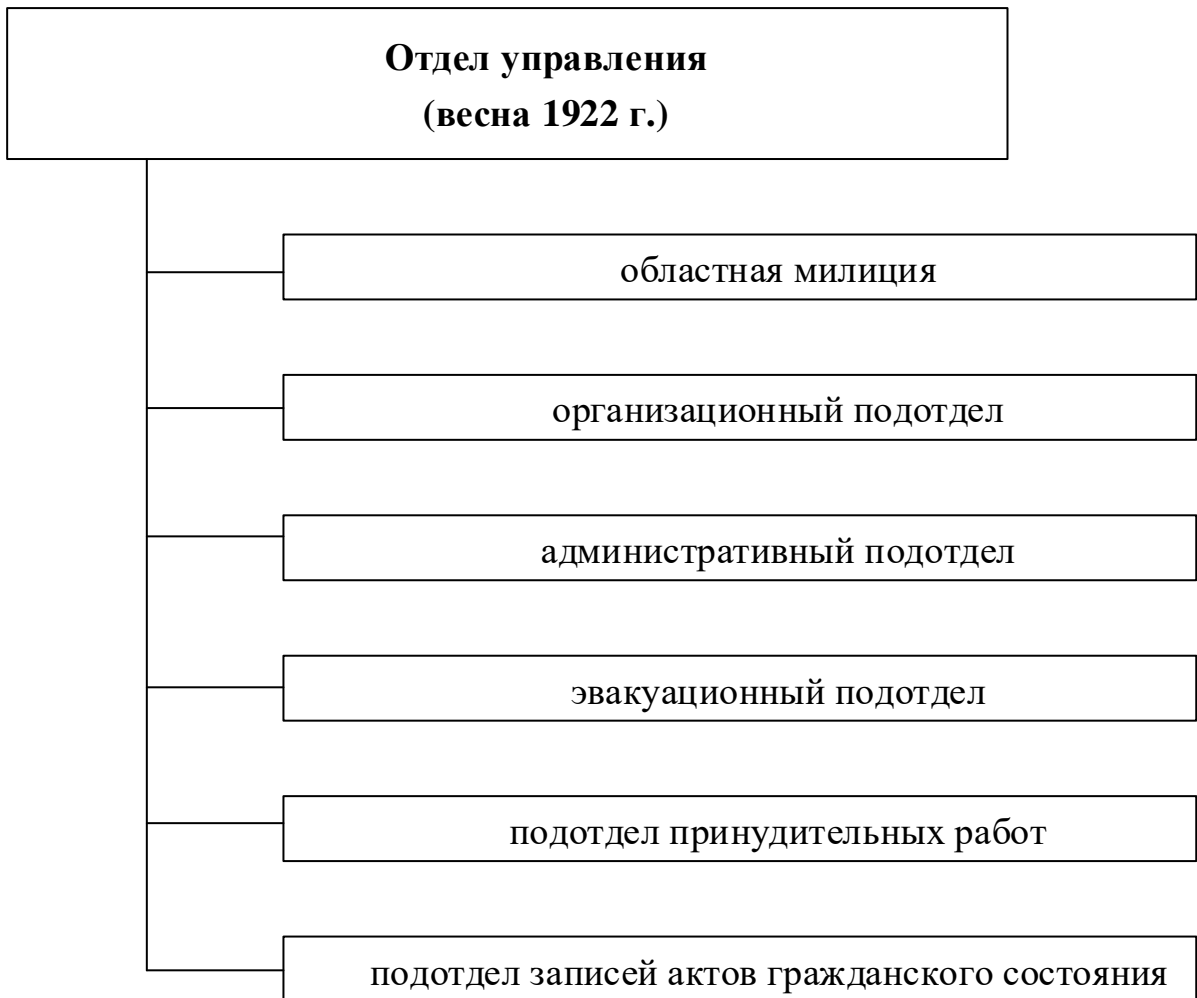 Отдел управления
(весна 1922 г.)
областная милиция
организационный подотдел
административный подотдел
эвакуационный подотдел
подотдел принудительных работ
подотдел записей актов гражданского состояния